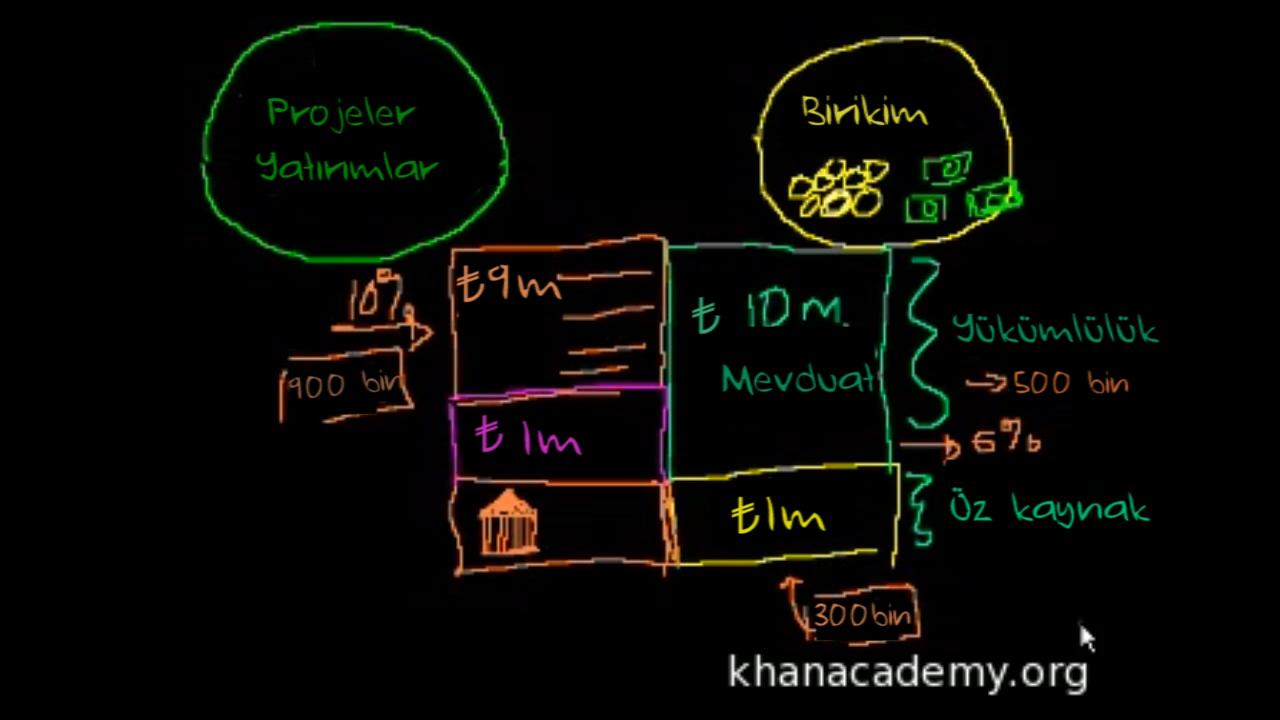 Projeler
Yatırımlar
Birikim
10%
900 bin
₺9m
₺ 1m
₺ 10 m.
Mevduat
₺1m
Yükümlülük
→ 500 bin
→ 6%
Üz kaynak
300 bin
khanacademy.org